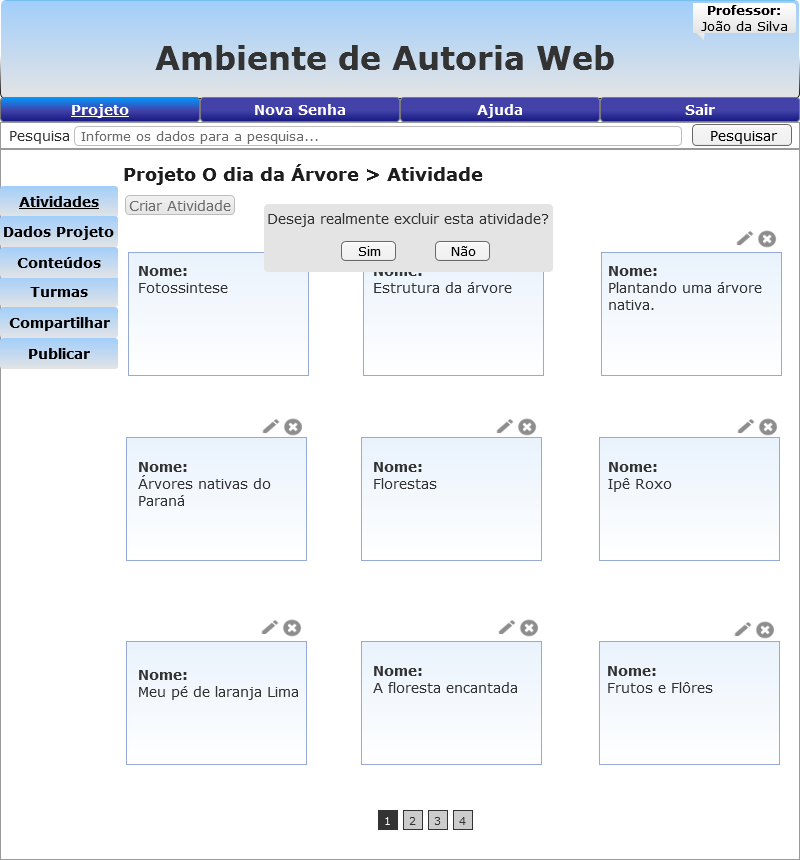 Professor:
João da Silva
Ambiente de Autoria Web
Projeto
Nova Senha
Ajuda
Sair
Pesquisa
Informe os dados para a pesquisa...
Pesquisar
Projeto O dia da Árvore > Atividade
Atividades
Dados Projeto
Conteúdos
Turmas
Compartilhar
Publicar
Criar Atividade
Deseja realmente excluir esta atividade?
Sim
Não
Nome:
Fotossintese
Nome:
Estrutura da árvore
Nome:
Plantando uma árvore
nativa.
Nome:
Árvores nativas do
Paraná
Nome:
Florestas
Nome:
Ipê Roxo
Nome:
Meu pé de laranja Lima
Nome:
A floresta encantada
Nome:
Frutos e Flôres
1 2 3 4